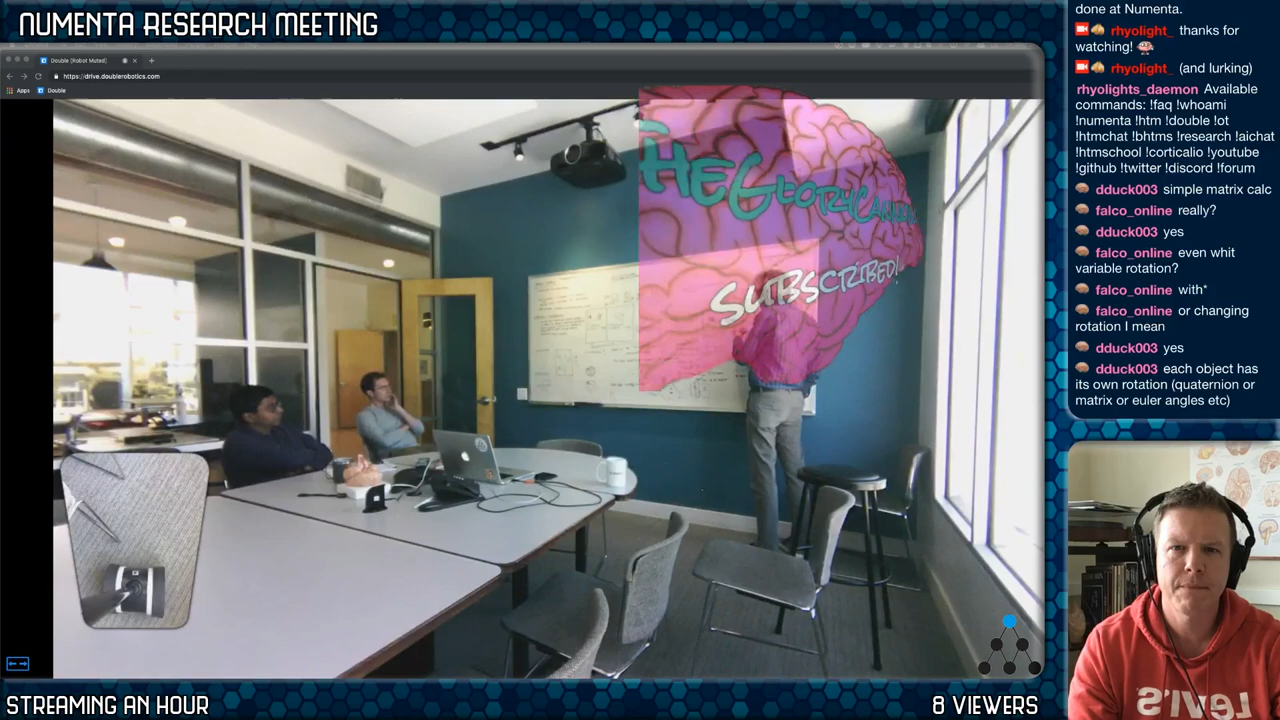 NUMENTA RESEARCH MEETING
Double [Robot Muted]
https://drive.doublerobotics.com
Apps
Double
THEGEORYCANNA
SUBSCRIBED!
done at Numenta.
rhyolight_ thanks for
watching!
rhyolight_ (and lurking)
rhyolights_daemon Available
commands: !faq !whoami
!numenta !htm !double !ot
!htmchat !bhtms !research !aichat
!htmschool !corticalio !youtube
!github !twitter !discord !forum
dduck003 simple matrix calc
falco_online really?
dduck003 yes
falco_online even whit
variable rotation?
falco_online with*
falco_online or changing
rotation I mean
dduck003 yes
dduck003 each object has
its own rotation (quaternion or
matrix or euler angles etc)
LEVI'S
STREAMING AN HOUR
8 VIEWERS